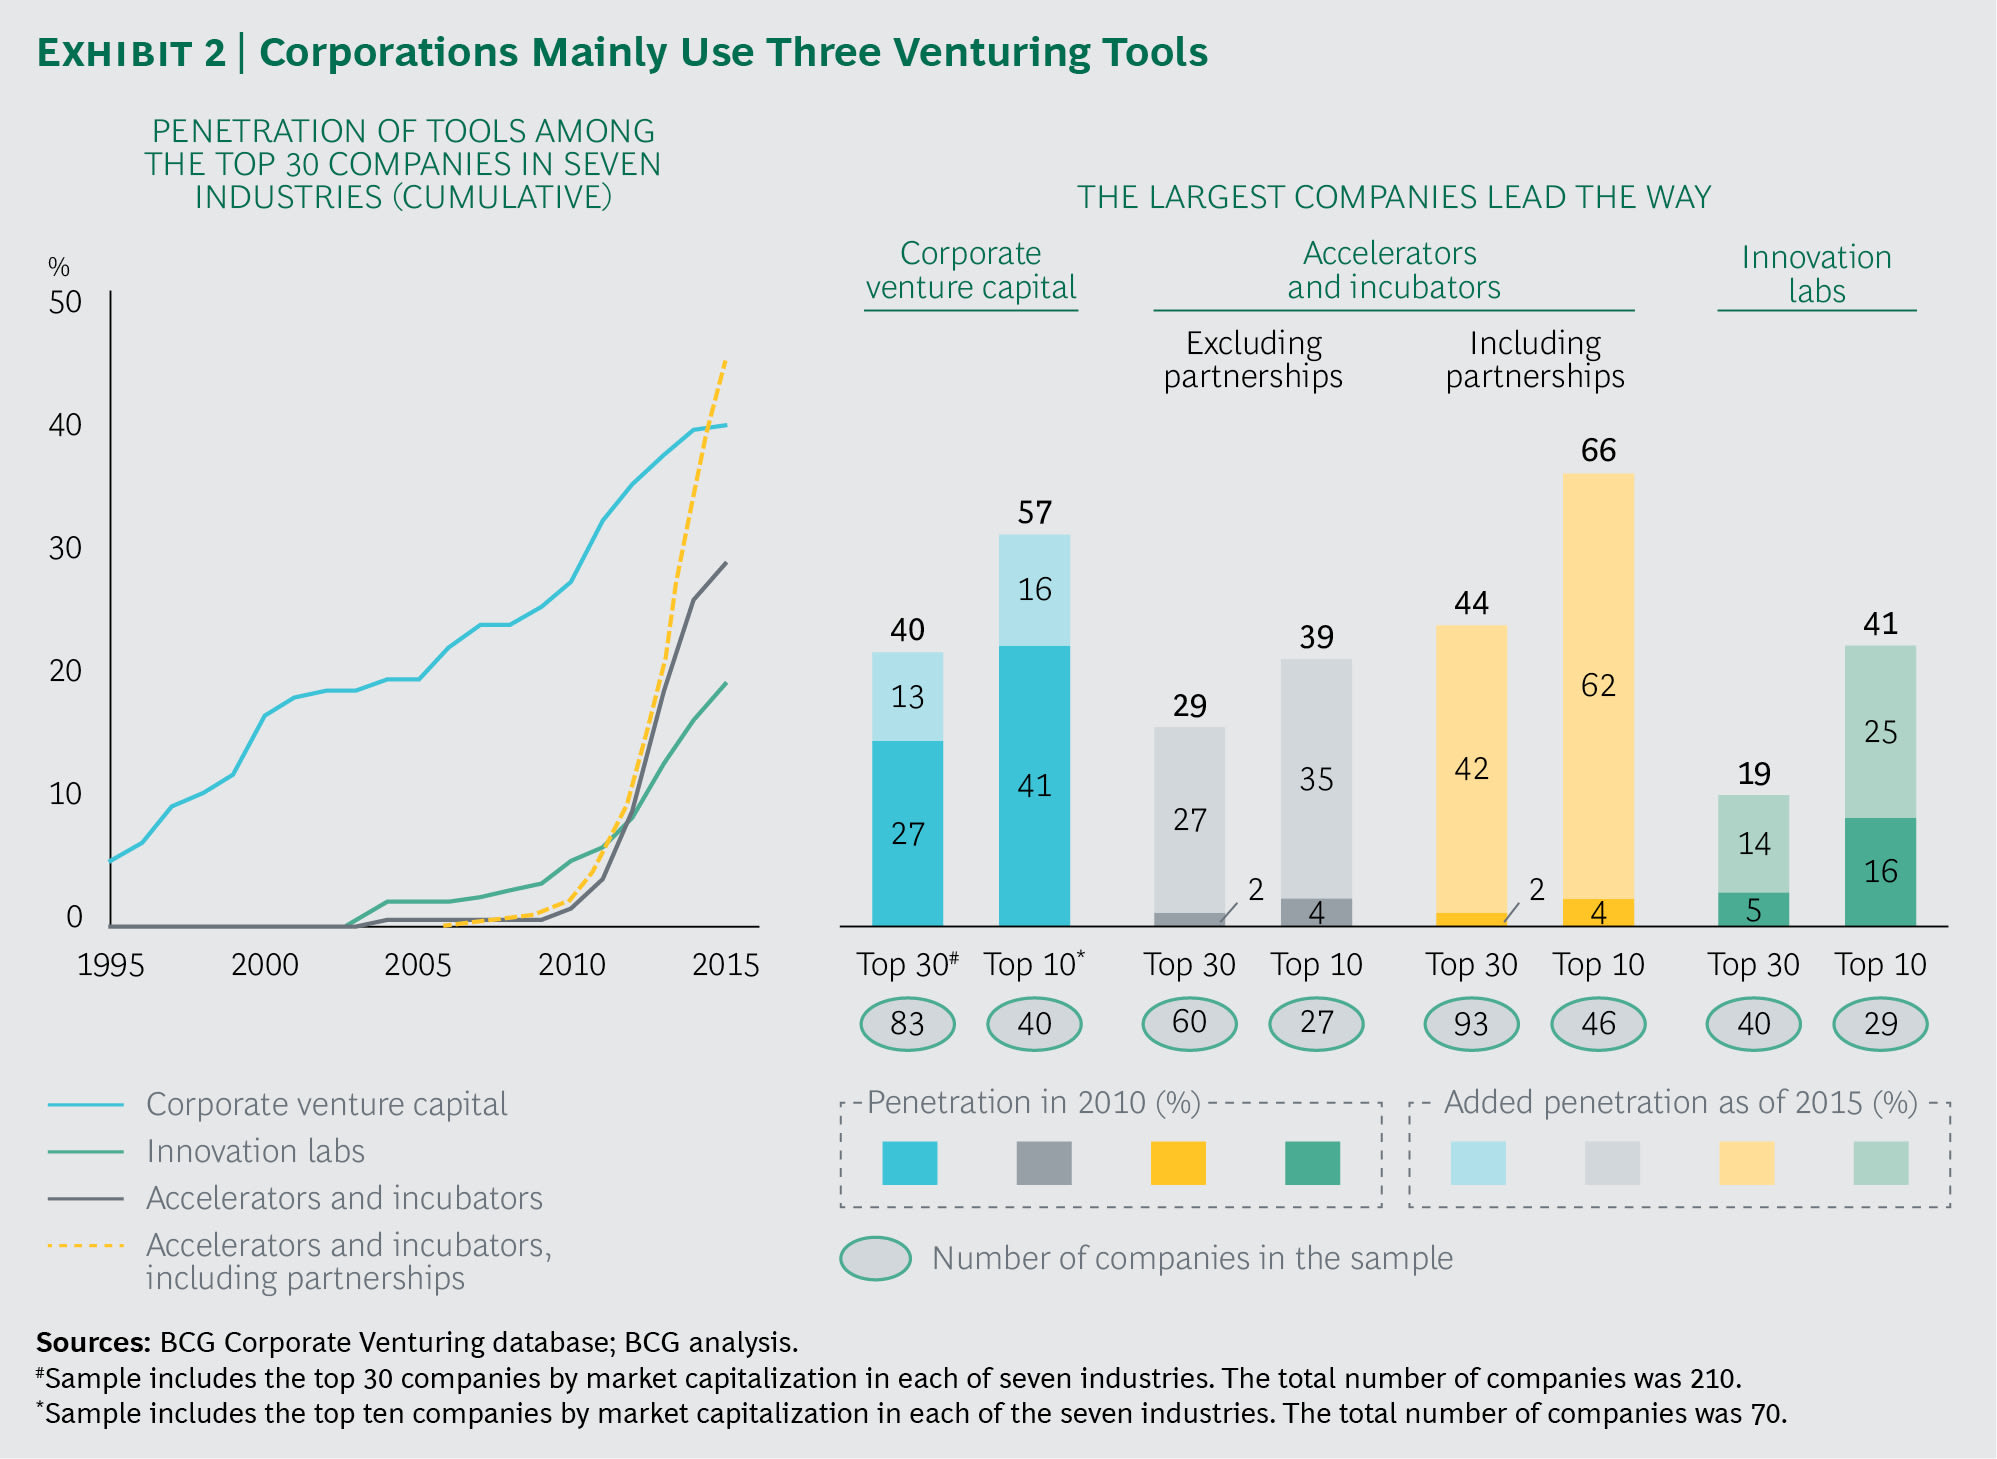 EXHIBIT 2 | Corporations Mainly Use Three Venturing Tools
PENETRATION OF TOOLS AMONG
THE TOP 30 COMPANIES IN SEVEN
INDUSTRIES (CUMULATIVE)
%
50
40
30
20
10
0
1995 2000 2005 2010 2015
Corporate venture capital
Innovation labs
Accelerators and incubators
Accelerators and incubators,
including partnerships
THE LARGEST COMPANIES LEAD THE WAY
Corporate
venture capital
Accelerators
and incubators
Innovation
labs
Excluding
partnerships
Including
partnerships
40
13
27
57
16
41
29
27
2
39
35
4
44
42
2
66
62
4
19
14
5
41
25
16
Top 30# Top 10* Top 30 Top 10 Top 30 Top 10 Top 30 Top 10
83 40 60 27 93 46 40 29
Penetration in 2010 (%)
Added penetration as of 2015 (%)
Number of companies in the sample
Sources: BCG Corporate Venturing database; BCG analysis.
#Sample includes the top 30 companies by market capitalization in each of seven industries. The total number of companies was 210.
*Sample includes the top ten companies by market capitalization in each of the seven industries. The total number of companies was 70.